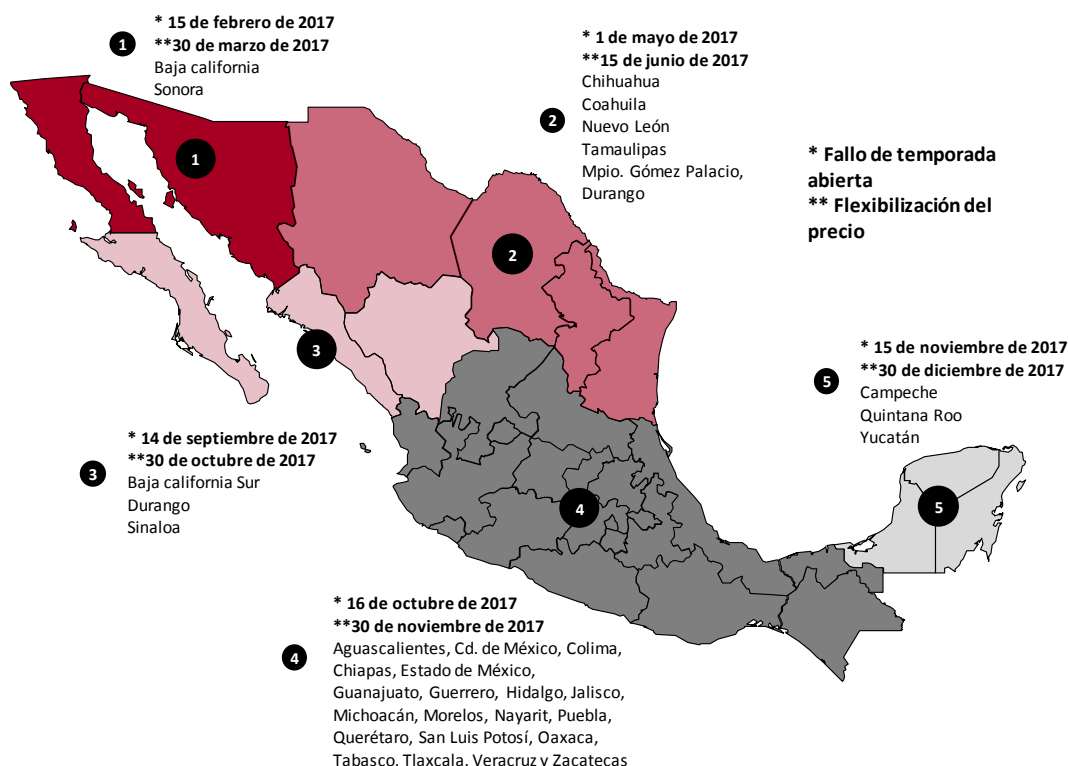 * 15 de febrero de 2017
**30 de marzo de 2017
1
Baja california
Sonora
* 1 de mayo de 2017
**15 de junio de 2017
Chihuahua
Coahuila
2
Nuevo León
Tamaulipas
Mpio. Gómez Palacio,
Durango
* Fallo de temporada
abierta
** Flexibilización del
precio
1
2
3
* 15 de noviembre de 2017
**30 de diciembre de 2017
5
Campeche
Quintana Roo
Yucatán
* 14 de septiembre de 2017
**30 de octubre de 2017
3
Baja california Sur
Durango
Sinaloa
4
5
* 16 de octubre de 2017
**30 de noviembre de 2017
4
Aguascalientes, Cd. de México, Colima,
Chiapas, Estado de México,
Guanajuato, Guerrero, Hidalgo, Jalisco,
Michoacán, Morelos, Nayarit, Puebla,
Querétaro, San Luis Potosí, Oaxaca,
Tabasco, Tlaxcala, Veracruz y Zacatecas